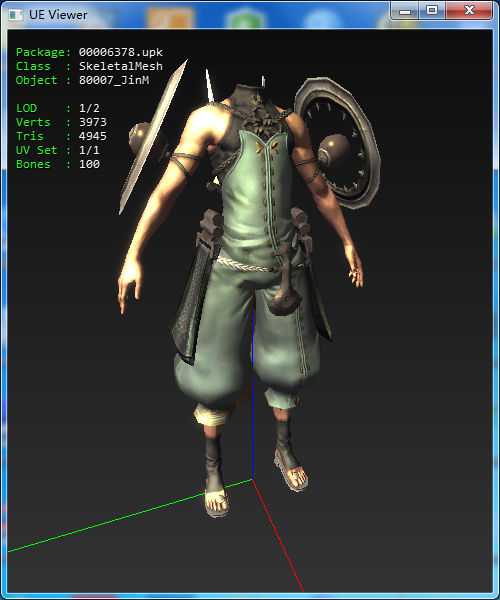 UE Viewer
Package: 00006378.upk
Class : SkeletalMesh
Object : 80007_JinM
LOD : 1/2
Verts : 3973
Tris : 4945
UV Set : 1/1
Bones : 100